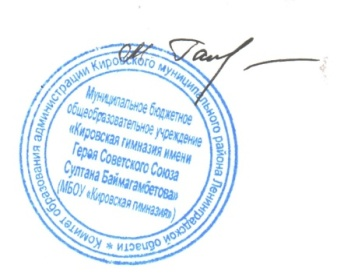 Комитет образования администрации Кировского муниципального района Ленинградской области *
Муниципальное бюджетное
общеобразовательное учреждение
«Кировская гимназия имени
Героя Советского Союза
Султана Баймагамбетова»
(МБОУ «Кировская гимназия»)